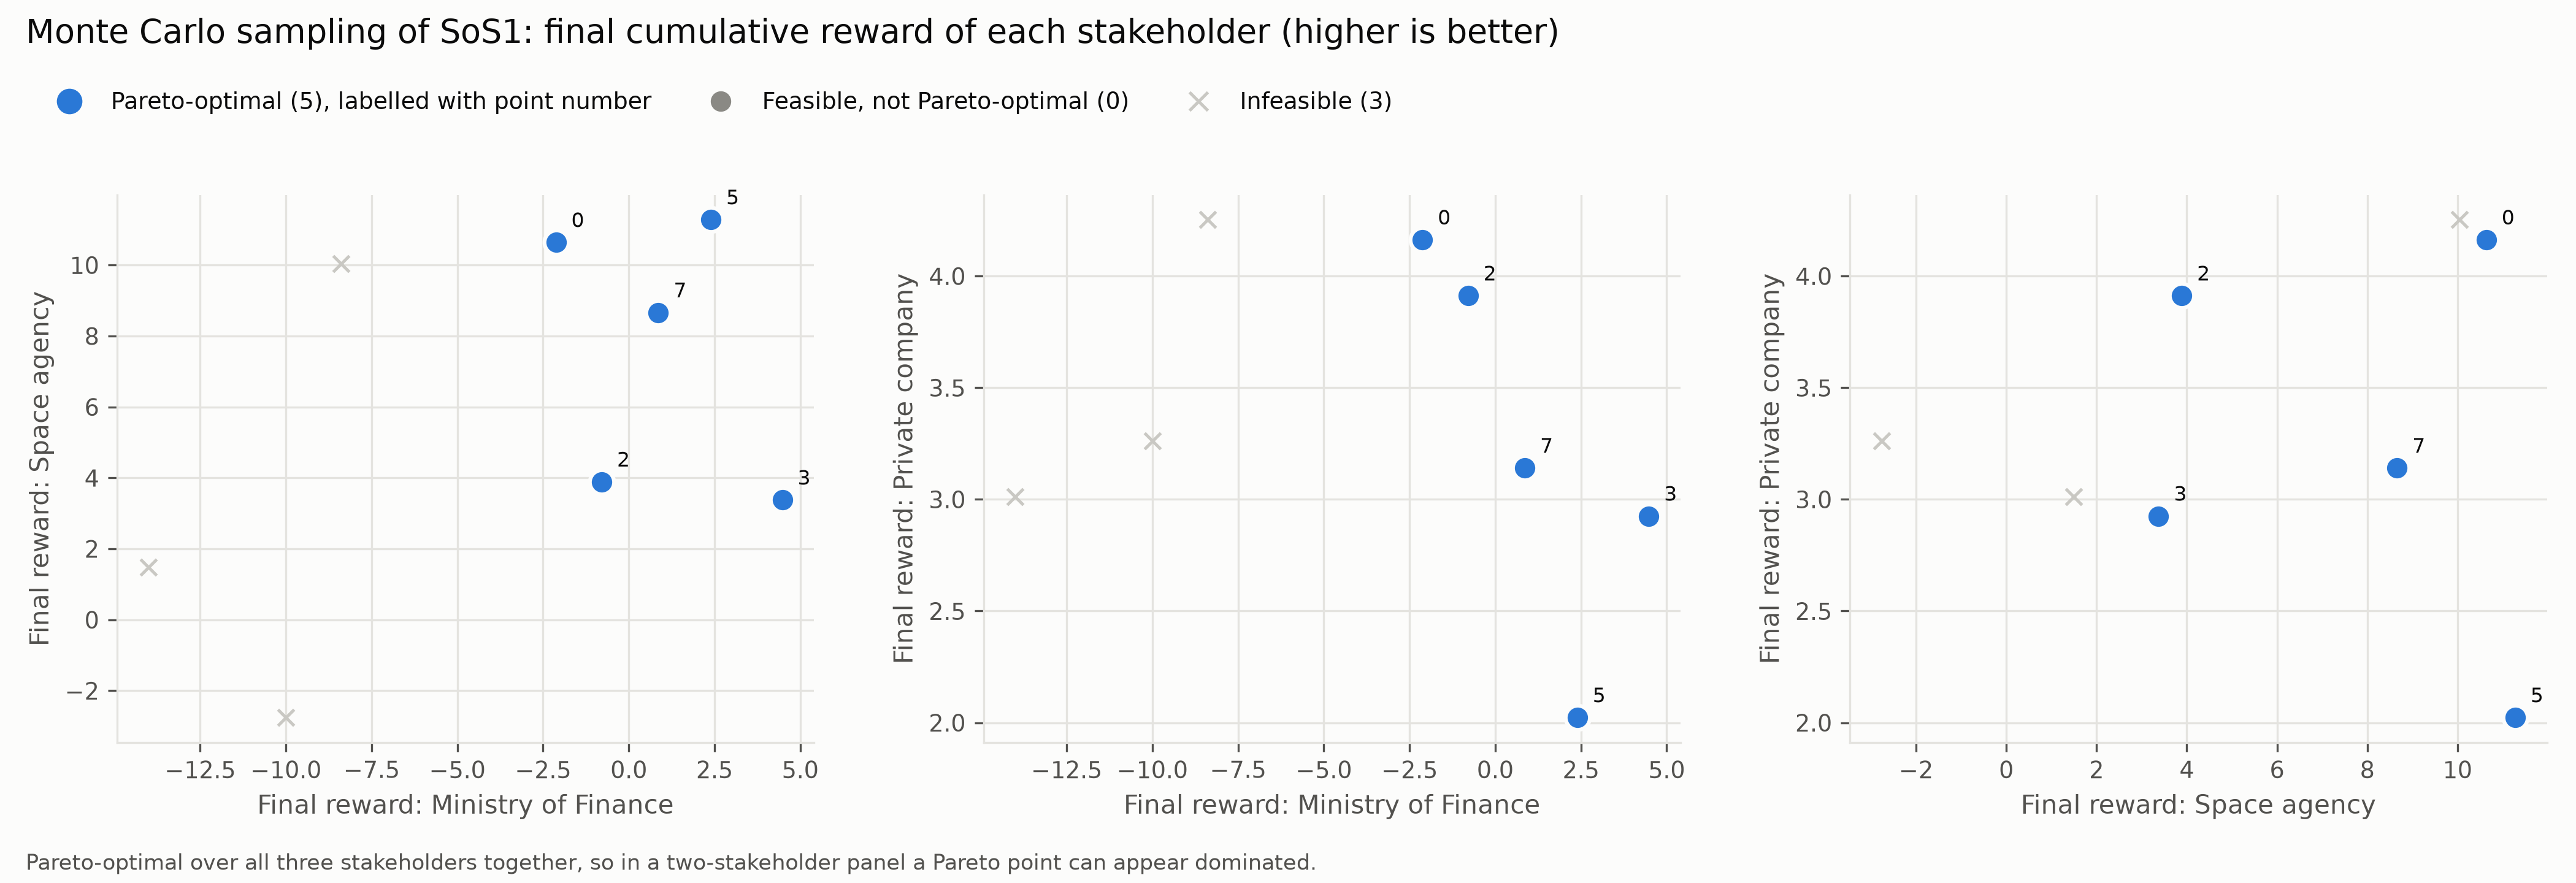 Monte Carlo sampling of SoS1: final cumulative reward of each stakeholder (higher is better)
Pareto-optimal (5), labelled with point number
Feasible, not Pareto-optimal (0)
Infeasible (3)
Final reward: Space agency
10
8
6
4
2
0
−2
0
5
7
2
3
−12.5 −10.0 −7.5 −5.0 −2.5 0.0 2.5 5.0
Final reward: Ministry of Finance
Final reward: Private company
4.0
3.5
3.0
2.5
2.0
0
2
7
3
5
−12.5 −10.0 −7.5 −5.0 −2.5 0.0 2.5 5.0
Final reward: Ministry of Finance
Final reward: Private company
4.0
3.5
3.0
2.5
2.0
0
2
7
3
5
−2 0 2 4 6 8 10
Final reward: Space agency
Pareto-optimal over all three stakeholders together, so in a two-stakeholder panel a Pareto point can appear dominated.